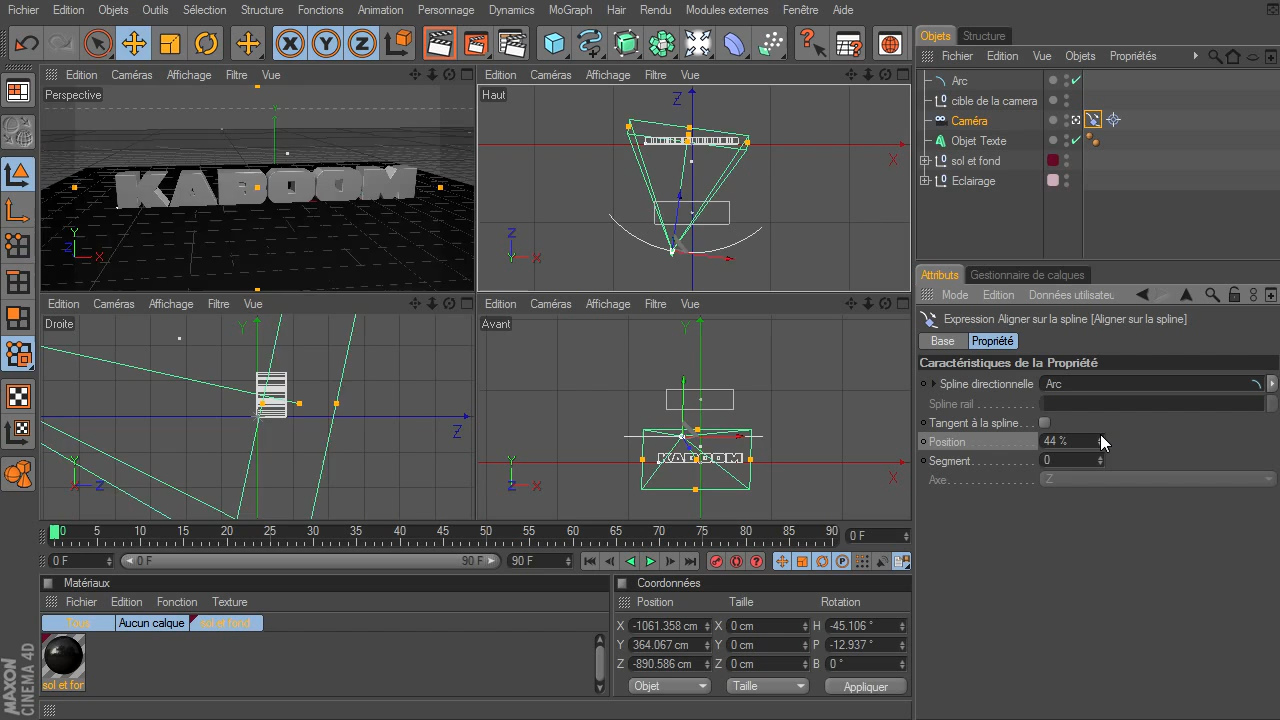 Fichier Edition Objets Outils Sélection Structure Fonctions Animation Personnage Dynamics MoGraph Hair Rendu Modules externes Fenêtre Aide
Objets Structure
Fichier Edition Vue Objets Propriétés
Edition Caméras Affichage Filtre Vue
Edition Caméras Affichage Filtre Vue
Perspective
Haut
Arc
cible de la camera
Caméra
Objet Texte
sol et fond
Eclairage
KABOOM
Y
Z X
Z
X
Z
Y X
Attributs Gestionnaire de calques
Mode Edition Données utilisateu
Edition Caméras Affichage Filtre Vue
Edition Caméras Affichage Filtre Vue
Droite
Avant
Expression Aligner sur la spline [Aligner sur la spline]
Base Propriété
Caractéristiques de la Propriété
Spline directionnelle Arc
Spline rail
Tangent à la spline
Position 44 %
Segment 0
Axe Z
Y
Z
Y
X Z
Y
X
KABOOM
Y
Z X
0 5 10 15 20 25 30 35 40 45 50 55 60 65 70 75 80 85 90 0 F
0 F 0 F 90 F 90 F
Matériaux
Fichier Edition Fonction Texture
Tous Aucun calque sol et fond
sol et for
Coordonnées
Position Taille Rotation
X -1061.358 cm X 0 cm H -45.106 °
Y 364.067 cm Y 0 cm P -12.937 °
Z -890.586 cm Z 0 cm B 0 °
Objet Taille Appliquer
MAXON
CINEMA 4D